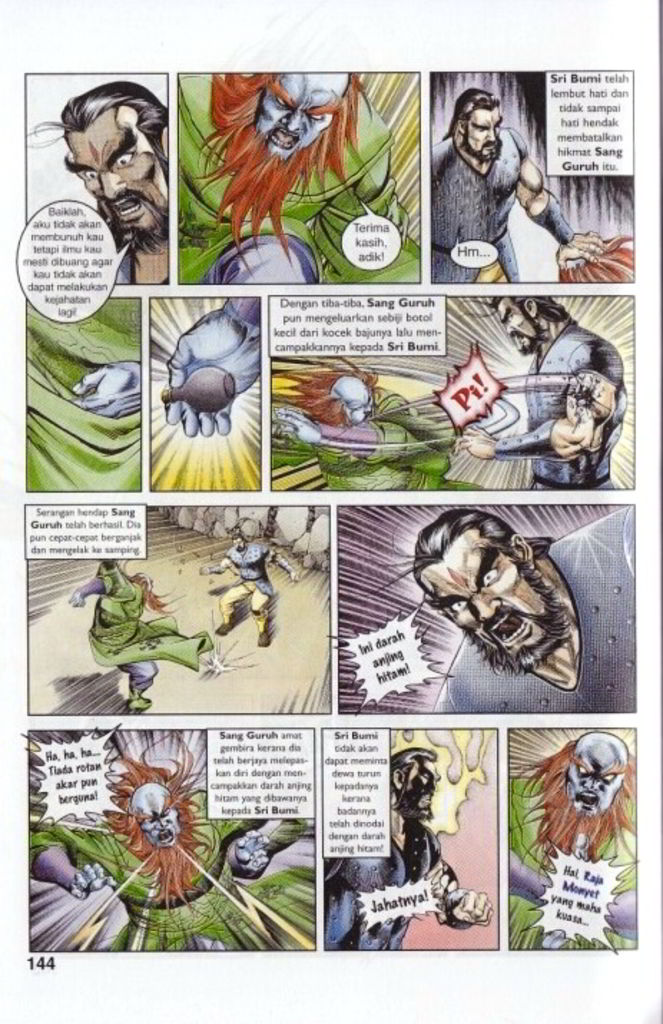 Baiklah,
aku tidak akan
membunuh kau
tetapi ilmu kau
mesti dibuang agar
kau tidak akan
dapat melakukan
kejahatan
lagi!
Terima
kasih,
adik!
Sri Bumi telah
lembut hati dan
tidak sampai
hati hendak
membatalkan
hikmat Sang
Guruh itu.
Hm...
Dengan tiba-tiba, Sang Guruh
pun mengeluarkan sebiji botol
kecil dari kocek bajunya lalu men-
campakkannya kepada Sri Bumi.
Pi!
Serangan hendap Sang
Guruh telah berhasil. Dia
pun cepat-cepat berganjak
dan mengelak ke samping.
Ini darah
anjing
hitam!
Ha, ha, ha...
Tiada rotan
akar pun
berguna!
Sang Guruh amat
gembira kerana dia
telah melepaskan
diri dengan men-
campakkan darah anjing
hitam yang dibawanya
kepada Sri Bumi.
Sri Bumi
tidak akan
dapat meminta
dewa turun
kepadanya
kerana
badannya
telah dinodai
dengan darah
anjing hitam!
Jahatnya!
Hai, Raja
Monyet
yang maha
kuasa...
144